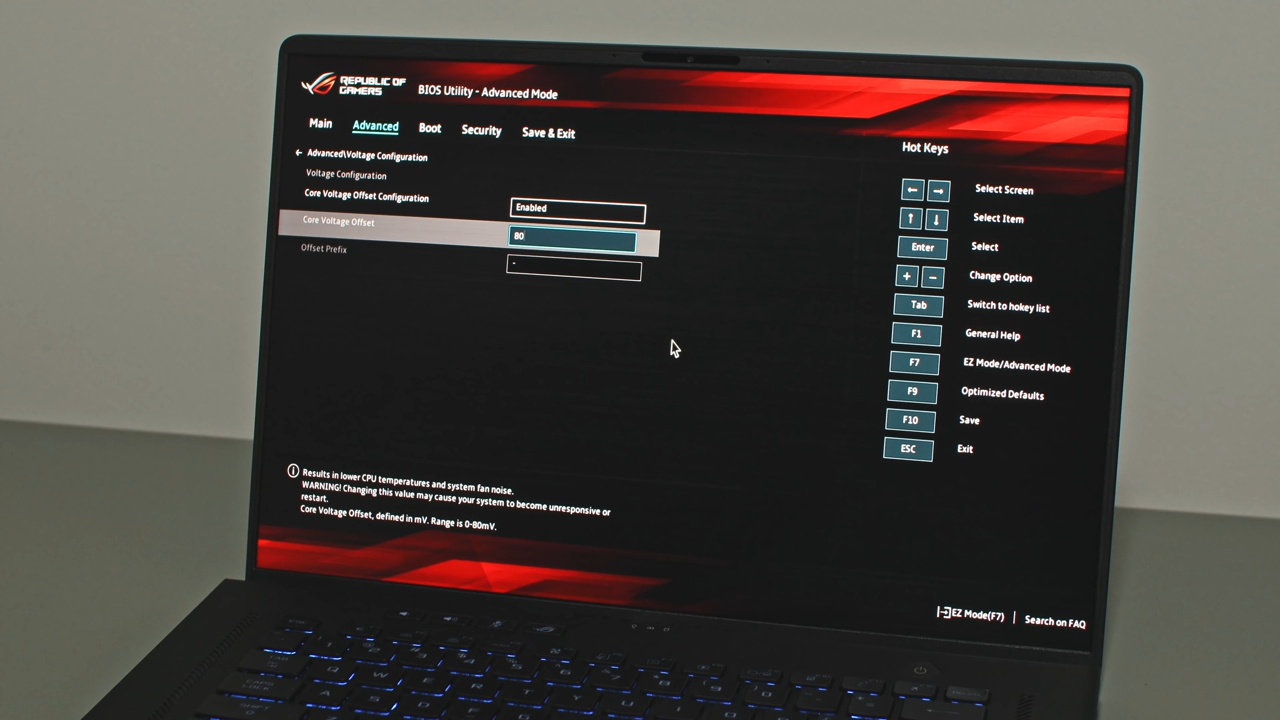 REPUBLIC OF
GAMERS
BIOS Utility - Advanced Mode
Main Advanced Boot Security Save & Exit
← Advanced\Voltage Configuration
Voltage Configuration
Core Voltage Offset Configuration Enabled
Core Voltage Offset 80
Offset Prefix -
Hot Keys
← → Select Screen
↑ ↓ Select Item
Enter Select
+ - Change Option
Tab Switch to hokey list
F1 General Help
F7 EZ Mode/Advanced Mode
F9 Optimized Defaults
F10 Save
ESC Exit
Results in lower CPU temperatures and system fan noise.
WARNING! Changing this value may cause your system to become unresponsive or
restart.
Core Voltage Offset, defined in mV. Range is 0-80mV.
EZ Mode(F7) | Search on FAQ